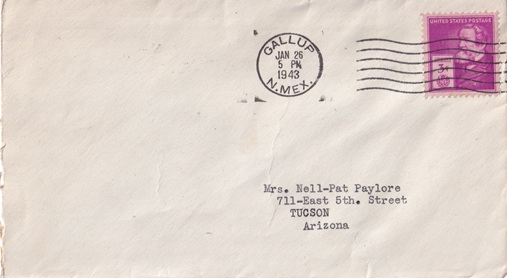 GALLUP
JAN 26
5 PM
1943
N. MEX.
UNITED STATES POSTAGE
3¢
Mrs. Nell-Pat Paylore
711-East 5th. Street
TUCSON
Arizona